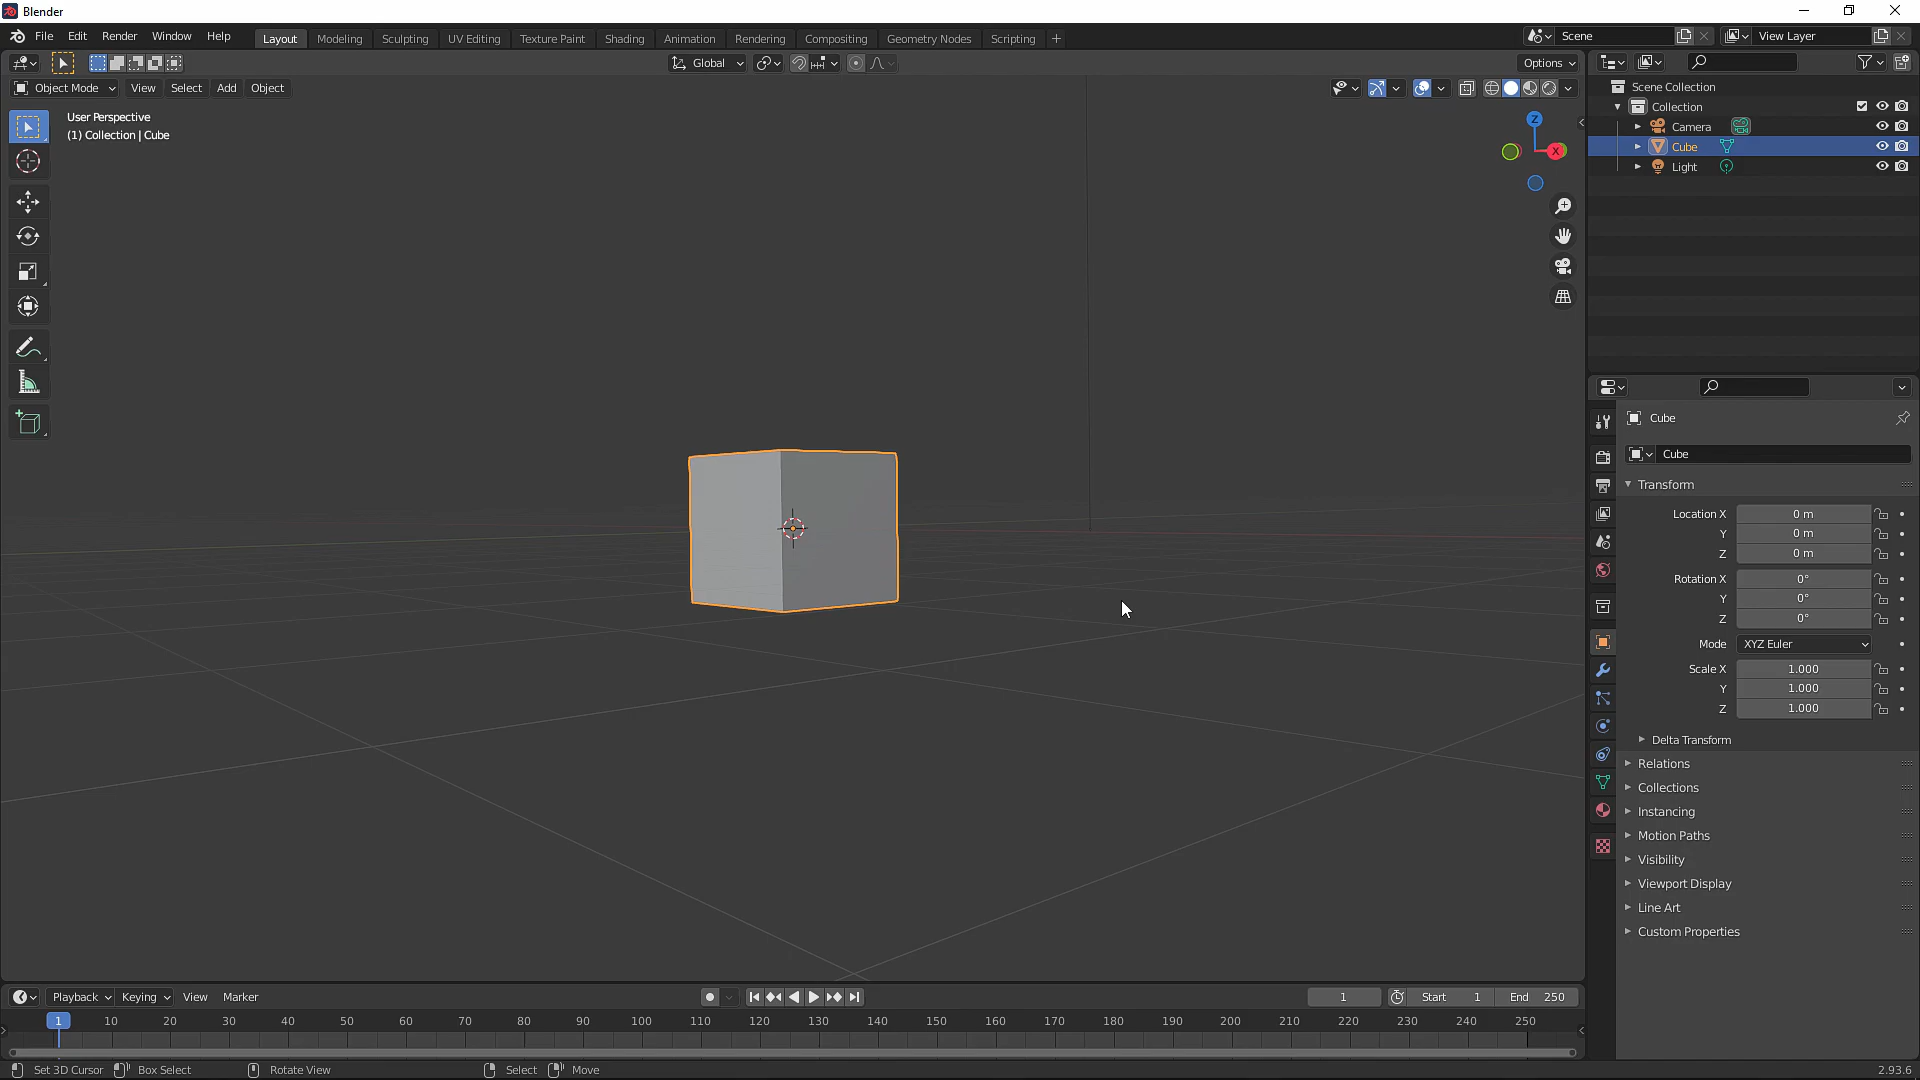 Blender
File Edit Render Window Help Layout Modeling Sculpting UV Editing Texture Paint Shading Animation Rendering Compositing Geometry Nodes Scripting + Scene View Layer
Global Options
Object Mode View Select Add Object
User Perspective
(1) Collection | Cube
Z
X
Scene Collection
Collection
Camera
Cube
Light
Cube
Cube
Transform
Location X 0 m
Y 0 m
Z 0 m
Rotation X 0°
Y 0°
Z 0°
Mode XYZ Euler
Scale X 1.000
Y 1.000
Z 1.000
Delta Transform
Relations
Collections
Instancing
Motion Paths
Visibility
Viewport Display
Line Art
Custom Properties
Playback Keying View Marker 1 Start 1 End 250
1 10 20 30 40 50 60 70 80 90 100 110 120 130 140 150 160 170 180 190 200 210 220 230 240 250
Set 3D Cursor Box Select Rotate View Select Move 2.93.6